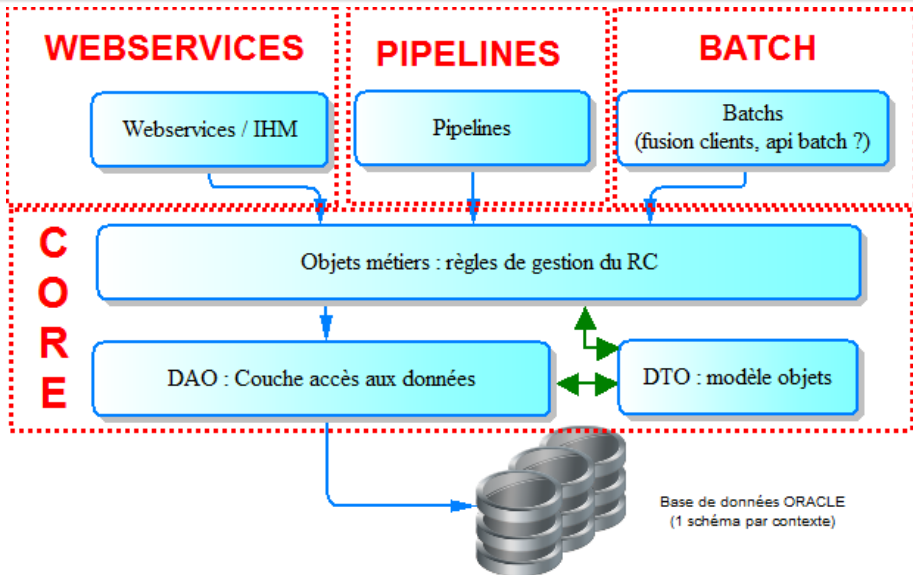 WEBSERVICES
PIPELINES
BATCH
Webservices / IHM
Pipelines
Batchs
(fusion clients, api batch ?)
CORE
Objets métiers : règles de gestion du RC
DAO : Couche accès aux données
DTO : modèle objets
Base de données ORACLE
(1 schéma par contexte)